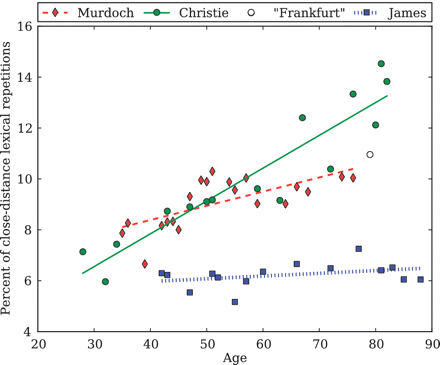 Murdoch Christie "Frankfurt" James
16
14
12
10
8
6
4
Percent of close-distance lexical repetitions
20 30 40 50 60 70 80 90
Age